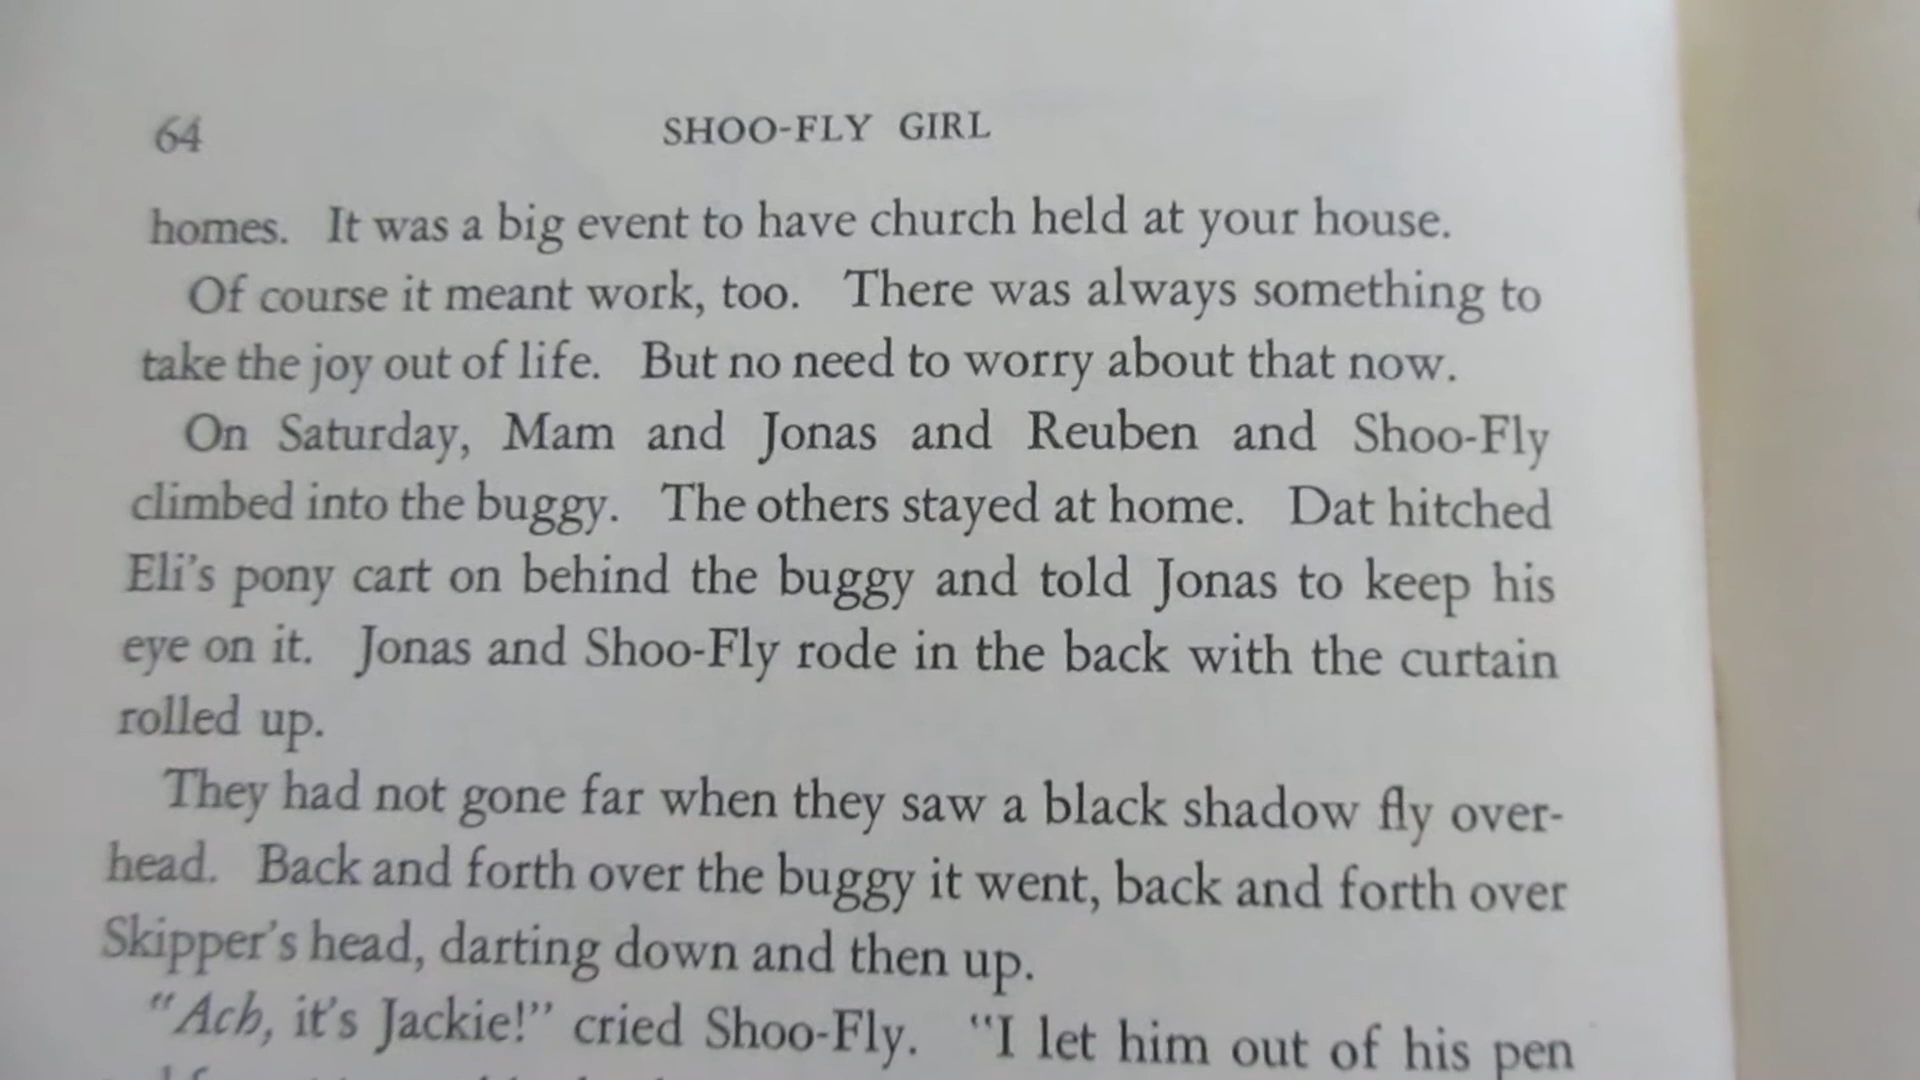 64 SHOO-FLY GIRL
homes. It was a big event to have church held at your house.
Of course it meant work, too. There was always something to
take the joy out of life. But no need to worry about that now.
On Saturday, Mam and Jonas and Reuben and Shoo-Fly
climbed into the buggy. The others stayed at home. Dat hitched
Eli's pony cart on behind the buggy and told Jonas to keep his
eye on it. Jonas and Shoo-Fly rode in the back with the curtain
rolled up.
They had not gone far when they saw a black shadow fly over-
head. Back and forth over the buggy it went, back and forth over
Skipper's head, darting down and then up.
"Ach, it's Jackie!" cried Shoo-Fly. "I let him out of his pen